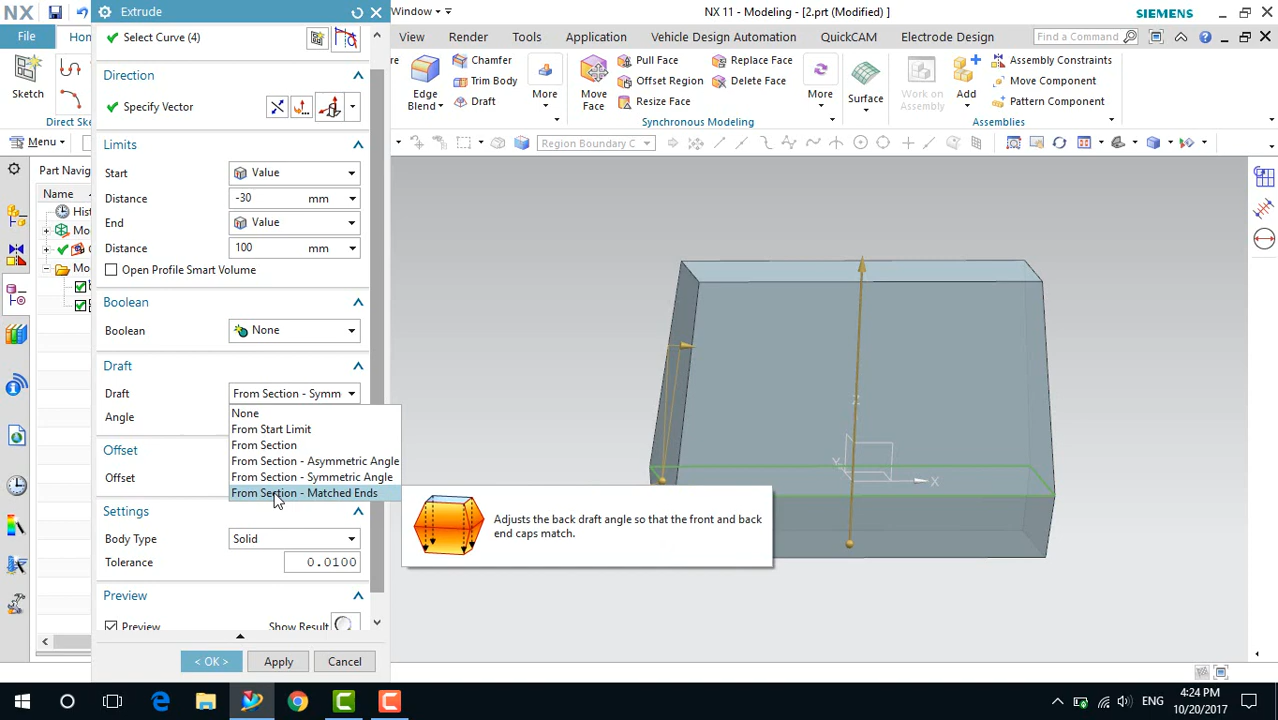 NX
Window
NX 11 - Modeling - [2.prt (Modified) ]
SIEMENS
Extrude
File
View
Render
Tools
Application
Vehicle Design Automation
QuickCAM
Electrode Design
Find a Command
Sketch
Edge
Blend
Chamfer
Trim Body
Draft
More
Move
Face
Pull Face
Offset Region
Resize Face
Replace Face
Delete Face
More
Surface
Work on
Assembly
Add
Assembly Constraints
Move Component
Pattern Component
Synchronous Modeling
Assemblies
Menu
Region Boundary C
Name
Select Curve (4)
Direction
Specify Vector
Limits
Start
Value
Distance
-30
mm
End
Value
Distance
100
mm
Open Profile Smart Volume
Boolean
Boolean
None
Draft
Draft
From Section - Symm
Angle
None
From Start Limit
From Section
From Section - Asymmetric Angle
From Section - Symmetric Angle
From Section - Matched Ends
Offset
Offset
Settings
Body Type
Solid
Tolerance
0.0100
Preview
Preview
Show Result
< OK >
Apply
Cancel
Adjusts the back draft angle so that the front and back
end caps match.
Z
Y
X
ENG
4:24 PM
10/20/2017